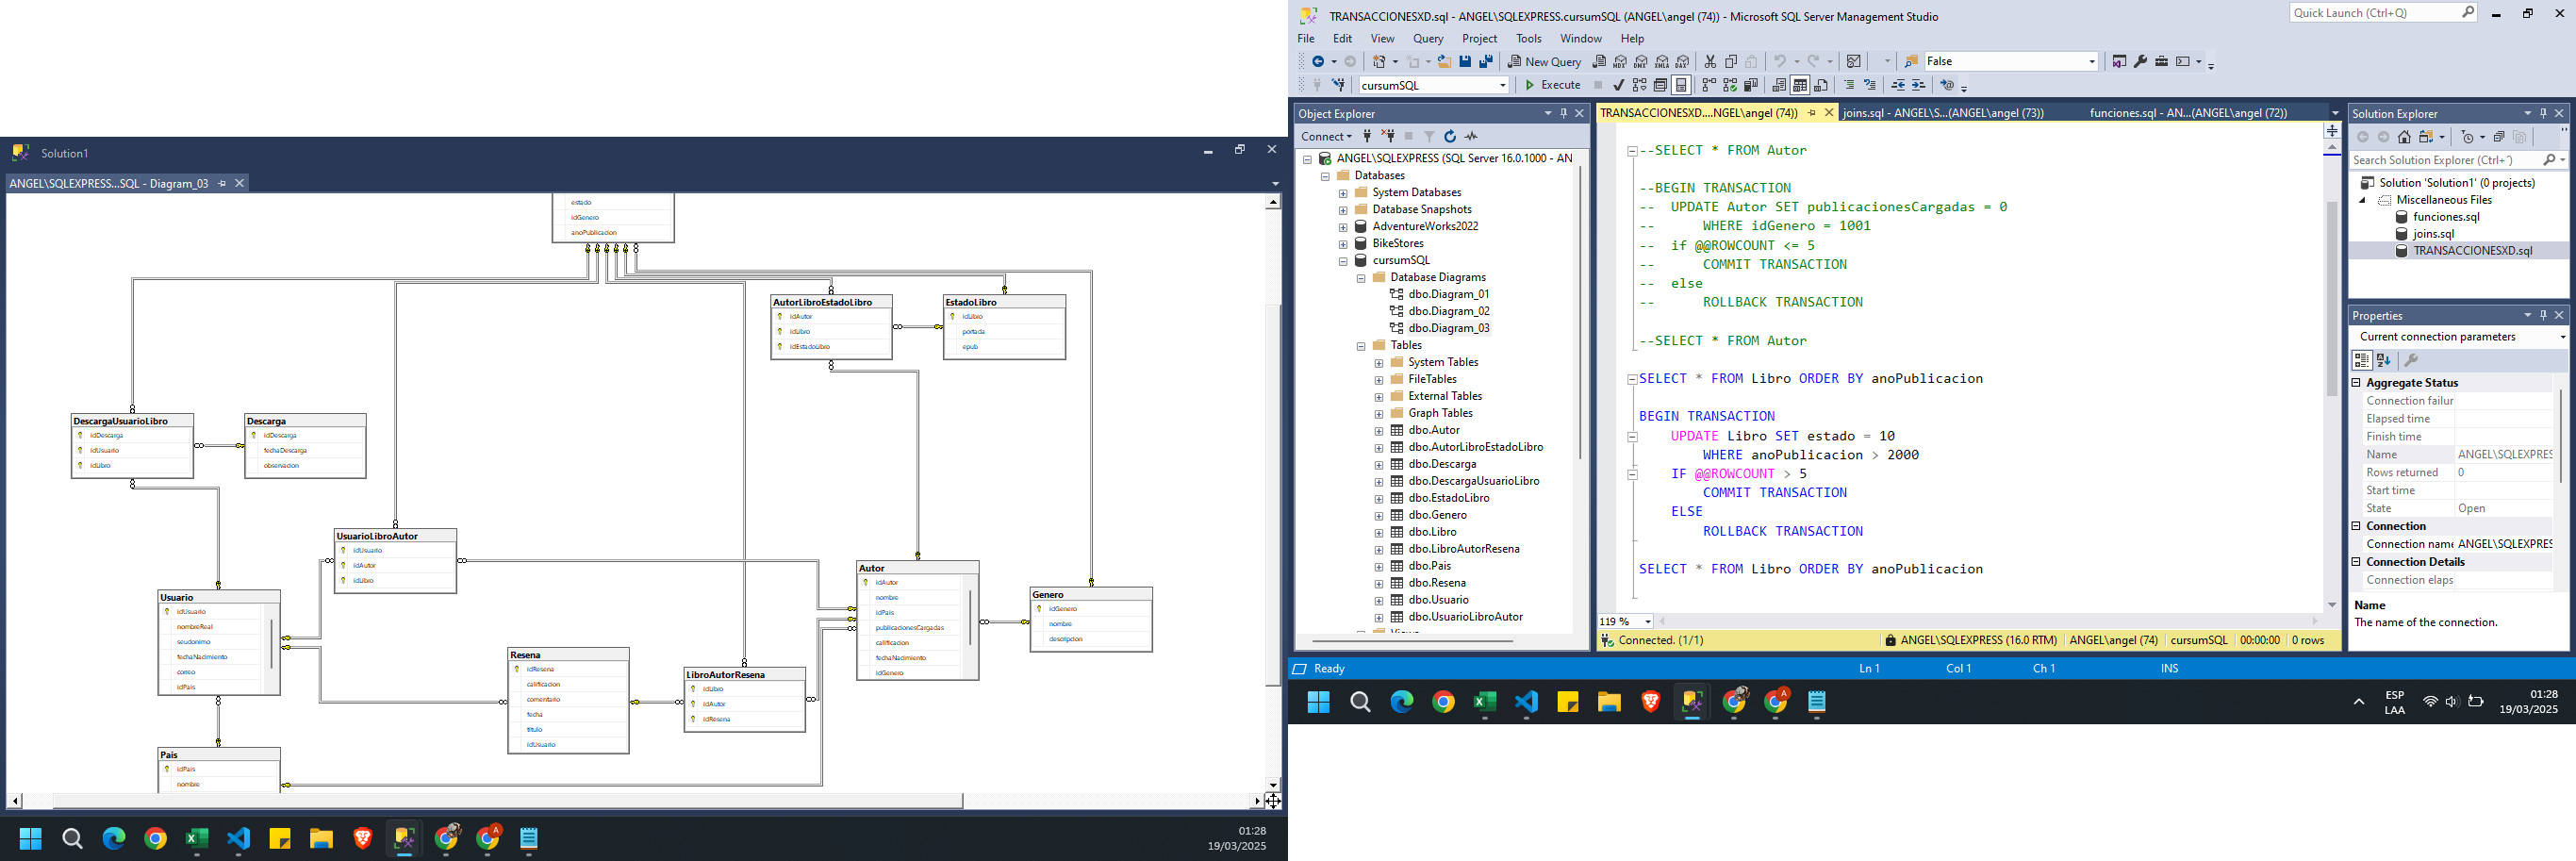 Solution1
ANGEL\SQLEXPRESS...SQL - Diagram_03
estado
idGenero
anoPublicacion
AutorLibroEstadoLibro
idAutor
idLibro
idEstadoLibro
EstadoLibro
idLibro
portada
epub
DescargaUsuarioLibro
idDescarga
idUsuario
idLibro
Descarga
idDescarga
fechaDescarga
observacion
UsuarioLibroAutor
idUsuario
idAutor
idLibro
Autor
idAutor
nombre
idPais
publicacionesCargadas
calificacion
fechaNacimiento
idGenero
Genero
idGenero
nombre
descripcion
Usuario
idUsuario
nombreReal
seudonimo
fechaNacimiento
correo
idPais
Resena
idResena
calificacion
comentario
fecha
titulo
idUsuario
LibroAutorResena
idLibro
idAutor
idResena
Pais
idPais
nombre
01:28
19/03/2025
TRANSACCIONESXD.sql - ANGEL\SQLEXPRESS.cursumSQL (ANGEL\angel (74)) - Microsoft SQL Server Management Studio
Quick Launch (Ctrl+Q)
File Edit View Query Project Tools Window Help
New Query MDX DMX XMLA DAX False
cursumSQL Execute
Object Explorer
Connect
ANGEL\SQLEXPRESS (SQL Server 16.0.1000 - AN
Databases
System Databases
Database Snapshots
AdventureWorks2022
BikeStores
cursumSQL
Database Diagrams
dbo.Diagram_01
dbo.Diagram_02
dbo.Diagram_03
Tables
System Tables
FileTables
External Tables
Graph Tables
dbo.Autor
dbo.AutorLibroEstadoLibro
dbo.Descarga
dbo.DescargaUsuarioLibro
dbo.EstadoLibro
dbo.Genero
dbo.Libro
dbo.LibroAutorResena
dbo.Pais
dbo.Resena
dbo.Usuario
dbo.UsuarioLibroAutor
Views
TRANSACCIONESXD....NGEL\angel (74)) joins.sql - ANGEL\S...(ANGEL\angel (73)) funciones.sql - AN...(ANGEL\angel (72))
--SELECT * FROM Autor
--BEGIN TRANSACTION
-- UPDATE Autor SET publicacionesCargadas = 0
-- WHERE idGenero = 1001
-- if @@ROWCOUNT <= 5
-- COMMIT TRANSACTION
-- else
-- ROLLBACK TRANSACTION
--SELECT * FROM Autor
SELECT * FROM Libro ORDER BY anoPublicacion
BEGIN TRANSACTION
UPDATE Libro SET estado = 10
WHERE anoPublicacion > 2000
IF @@ROWCOUNT > 5
COMMIT TRANSACTION
ELSE
ROLLBACK TRANSACTION
SELECT * FROM Libro ORDER BY anoPublicacion
119 %
Connected. (1/1) ANGEL\SQLEXPRESS (16.0 RTM) ANGEL\angel (74) cursumSQL 00:00:00 0 rows
Solution Explorer
Search Solution Explorer (Ctrl+´)
Solution 'Solution1' (0 projects)
Miscellaneous Files
funciones.sql
joins.sql
TRANSACCIONESXD.sql
Properties
Current connection parameters
Aggregate Status
Connection failur
Elapsed time
Finish time
Name ANGEL\SQLEXPRES
Rows returned 0
Start time
State Open
Connection
Connection name ANGEL\SQLEXPRES
Connection Details
Connection elaps
Name
The name of the connection.
Ready Ln 1 Col 1 Ch 1 INS
ESP
LAA
01:28
19/03/2025